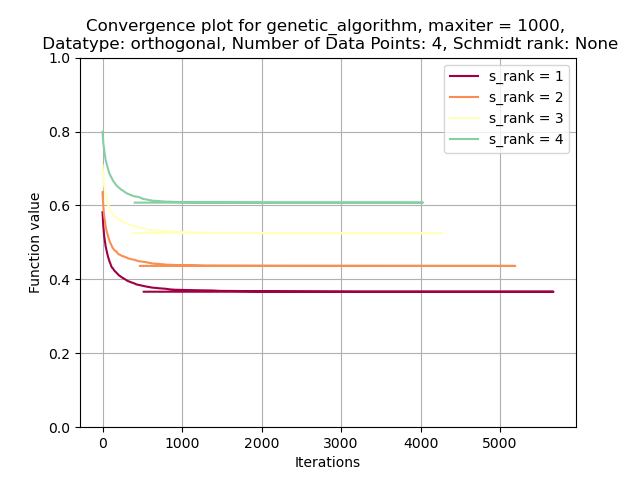 Convergence plot for genetic_algorithm, maxiter = 1000,
Datatype: orthogonal, Number of Data Points: 4, Schmidt rank: None
1.0
s_rank = 1
s_rank = 2
s_rank = 3
s_rank = 4
0.8
0.6
0.4
0.2
0.0
Function value
0 1000 2000 3000 4000 5000
Iterations